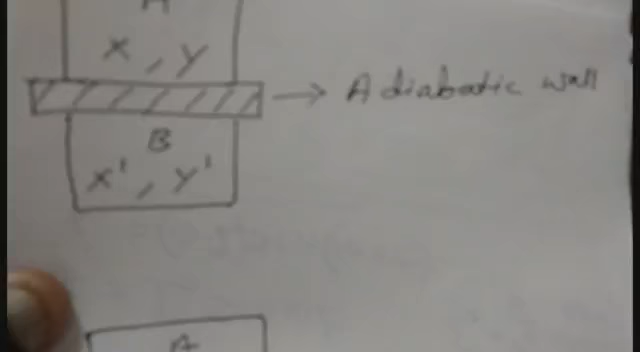 A
X, Y
Adiabatic wall
B
X', Y'
A